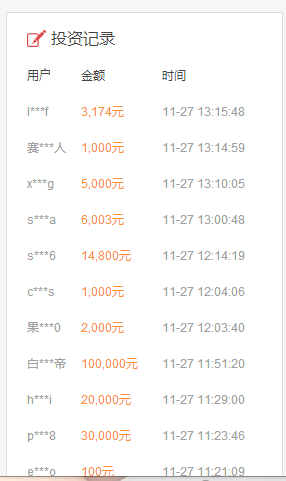 投资记录
用户 金额 时间
l***f 3,174元 11-27 13:15:48
赛***人 1,000元 11-27 13:14:59
x***g 5,000元 11-27 13:10:05
s***a 6,003元 11-27 13:00:48
s***6 14,800元 11-27 12:14:19
c***s 1,000元 11-27 12:04:06
果***0 2,000元 11-27 12:03:40
白***帝 100,000元 11-27 11:51:20
h***i 20,000元 11-27 11:29:00
p***8 30,000元 11-27 11:23:46
e***o 100元 11-27 11:21:09